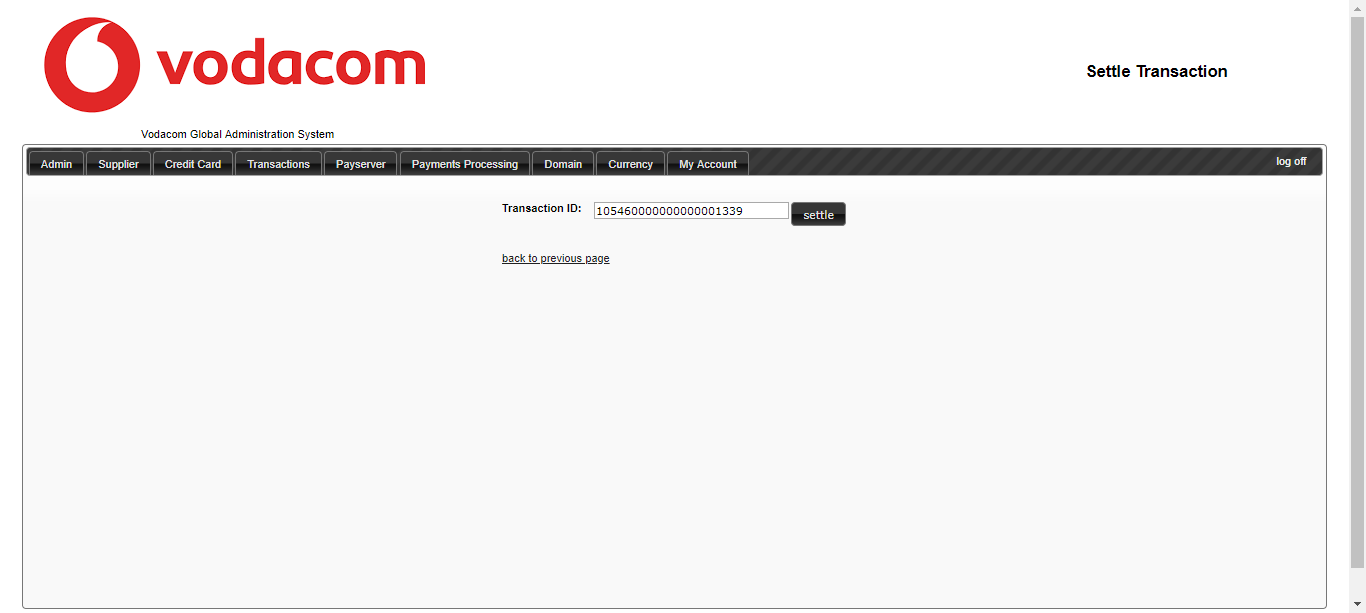 vodacom
Settle Transaction
Vodacom Global Administration System
Admin Supplier Credit Card Transactions Payserver Payments Processing Domain Currency My Account log off
Transaction ID: 105460000000000001339 settle
back to previous page